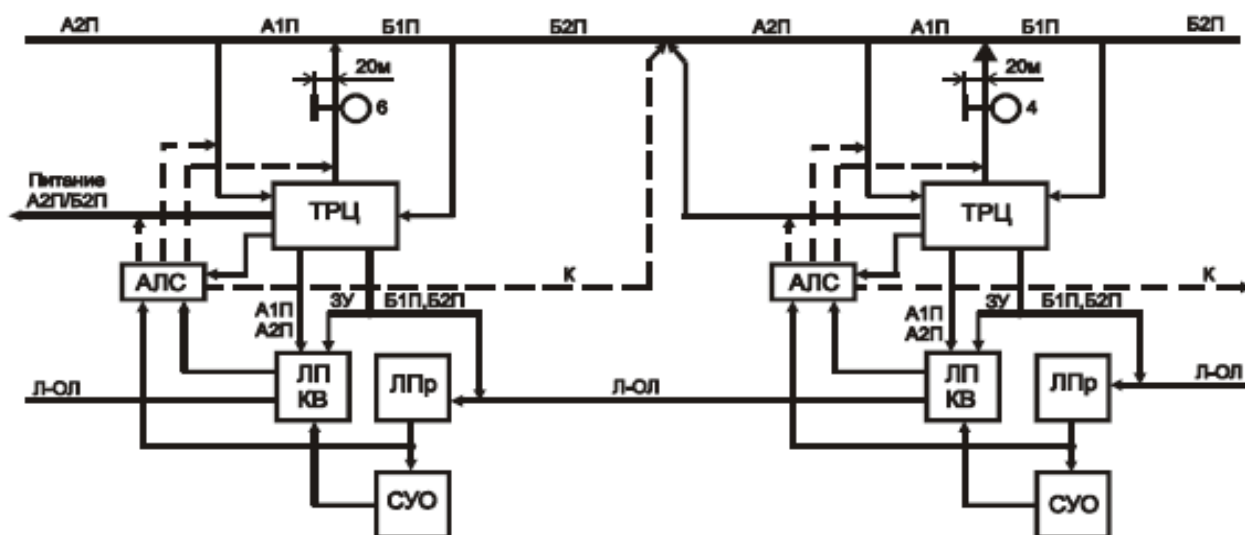 А2П А1П Б1П Б2П А2П А1П Б1П Б2П
20м 20м
6 4
Питание
А2П/Б2П
ТРЦ ТРЦ
АЛС К АЛС К
А1П ЗУ Б1П,Б2П А1П ЗУ Б1П,Б2П
А2П А2П
ЛП ЛПр ЛП ЛПр
КВ КВ
Л-ОЛ Л-ОЛ Л-ОЛ
СУО СУО